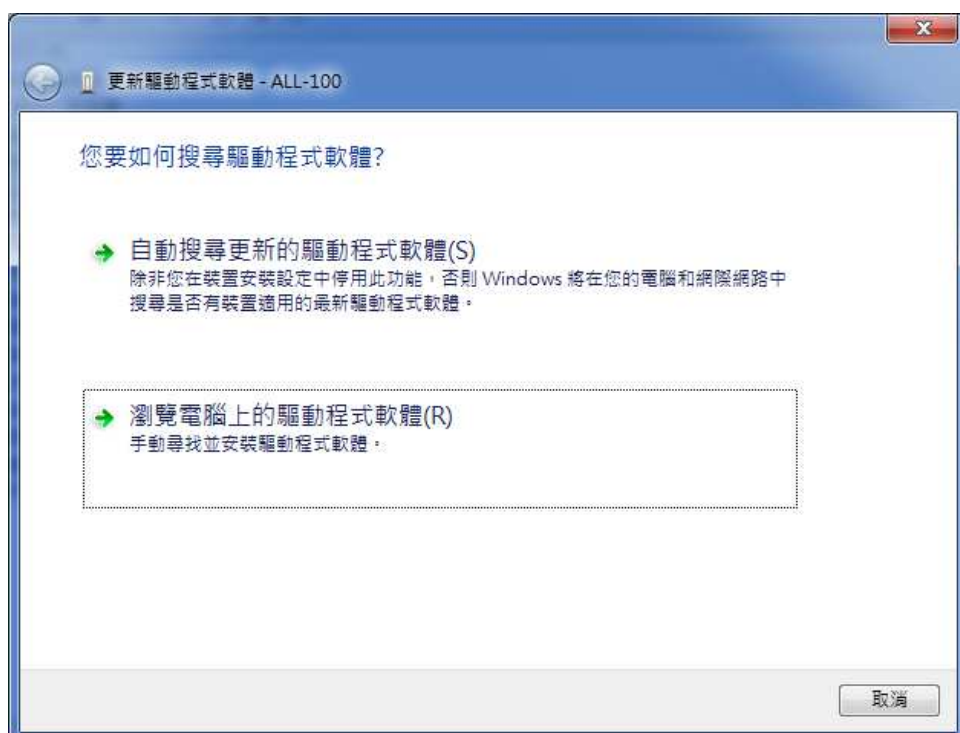 更新驅動程式軟體 - ALL-100
您要如何搜尋驅動程式軟體?
自動搜尋更新的驅動程式軟體(S)
除非您在裝置安裝設定中停用此功能，否則 Windows 將在您的電腦和網際網路中
搜尋是否有裝置適用的最新驅動程式軟體。
瀏覽電腦上的驅動程式軟體(R)
手動尋找並安裝驅動程式軟體。
取消